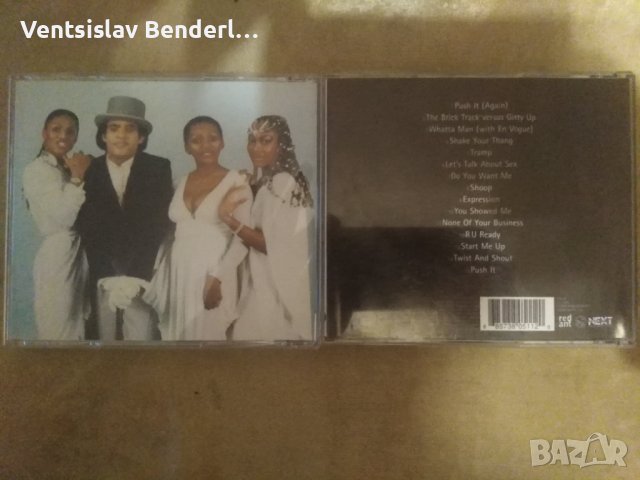 Ventsislav Benderl...
Push It (Again)
The Brick Track versus Gitty Up
Whatta Man (with En Vogue)
Shake Your Thang
Tramp
Let's Talk About Sex
Do You Want Me
Shoop
Expression
You Showed Me
None Of Your Business
R U Ready
Start Me Up
Twist And Shout
Push It
red ant
NEXT
BAZAR